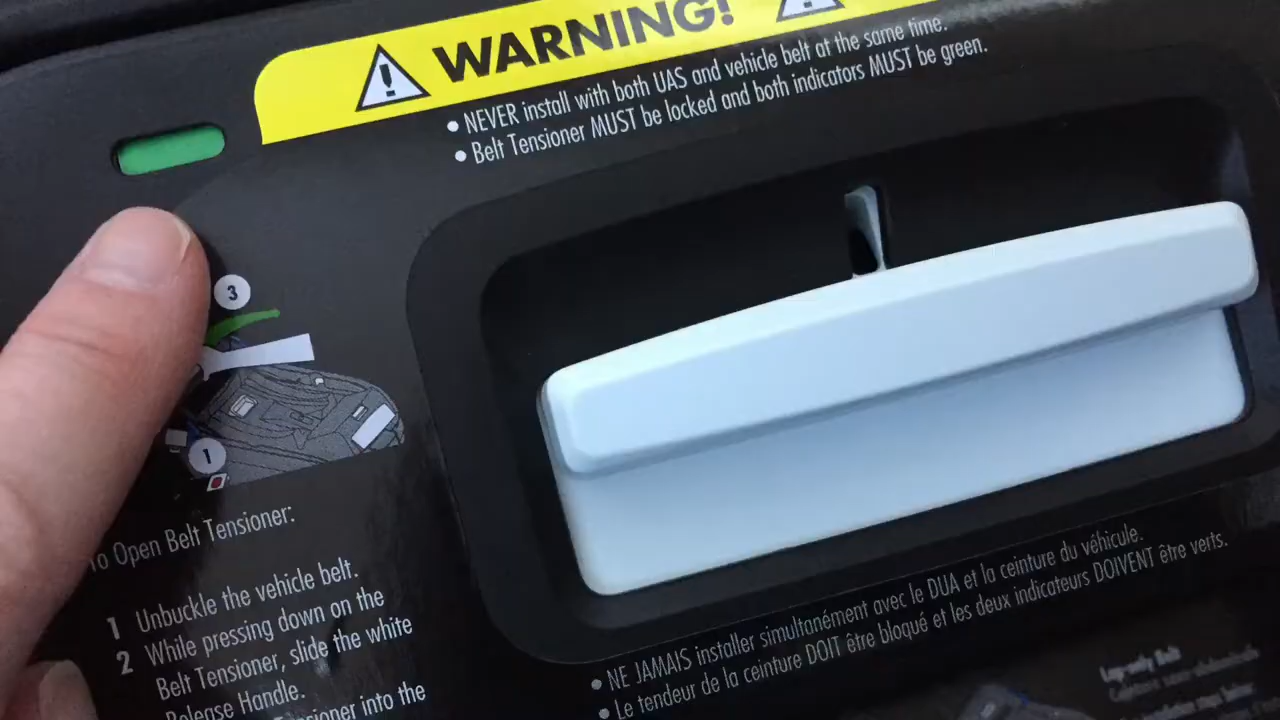 WARNING!
• NEVER install with both UAS and vehicle belt at the same time.
• Belt Tensioner MUST be locked and both indicators MUST be green.
3
1
To Open Belt Tensioner:
1 Unbuckle the vehicle belt.
2 While pressing down on the
Belt Tensioner, slide the white
Release Handle.
into the
• NE JAMAIS installer simultanément avec le DUA et la ceinture du véhicule.
• Le tendeur de la ceinture DOIT être bloqué et les deux indicateurs DOIVENT être verts.